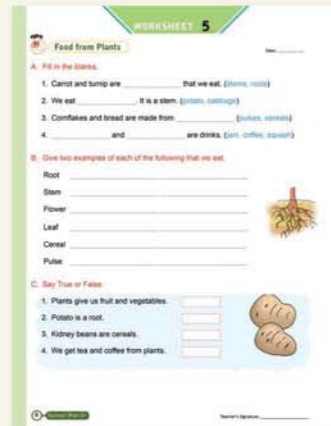 WORKSHEET 5
Food from Plants
Date:
A. Fill in the blanks.
1. Carrot and turnip are ____________ that we eat. (stems, roots)
2. We eat ____________. It is a stem. (potato, cabbage)
3. Cornflakes and bread are made from ____________ (pulses, cereals)
4. ____________ and ____________ are drinks. (jam, coffee, squash)
B. Give two examples of each of the following that we eat.
Root
Stem
Flower
Leaf
Cereal
Pulse
C. Say True or False
1. Plants give us fruit and vegetables.
2. Potato is a root.
3. Kidney beans are cereals.
4. We get tea and coffee from plants.
Teacher's Signature: